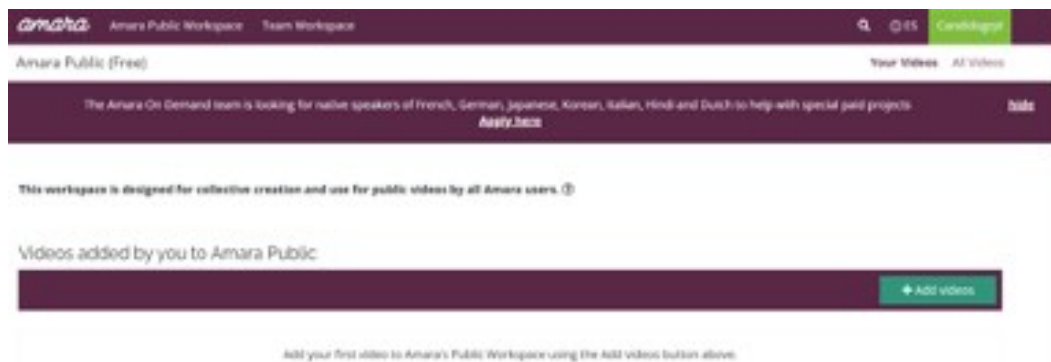 amara Amara Public Workspace Team Workspace ES
Amara Public (Free) Your Videos All Videos
The Amara On Demand team is looking for native speakers of French, German, Japanese, Korean, Italian, Hindi and Dutch to help with special paid projects hide
Apply here
This workspace is designed for collective creation and use for public videos by all Amara users. ?
Videos added by you to Amara Public
+ Add videos
Add your first video to Amara's Public Workspace using the Add videos button above.